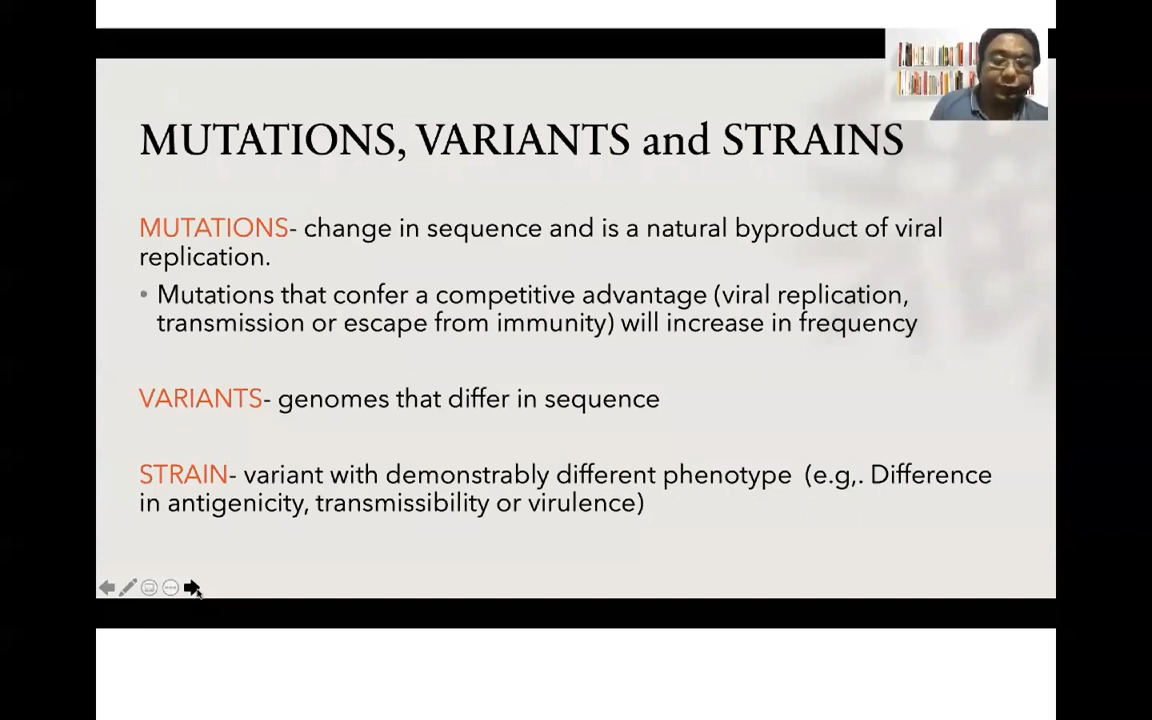 MUTATIONS, VARIANTS and STRAINS
MUTATIONS- change in sequence and is a natural byproduct of viral
replication.
• Mutations that confer a competitive advantage (viral replication,
transmission or escape from immunity) will increase in frequency
VARIANTS- genomes that differ in sequence
STRAIN- variant with demonstrably different phenotype (e.g,. Difference
in antigenicity, transmissibility or virulence)